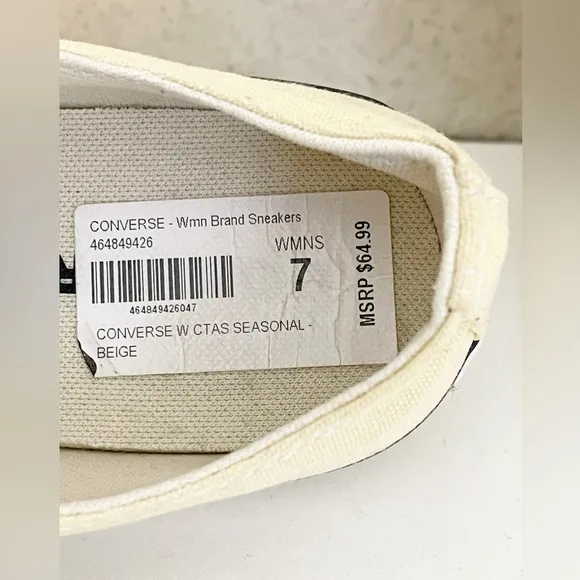 CONVERSE - Wmn Brand Sneakers
464849426
WMNS
7
464849426047
CONVERSE W CTAS SEASONAL -
BEIGE
MSRP $64.99